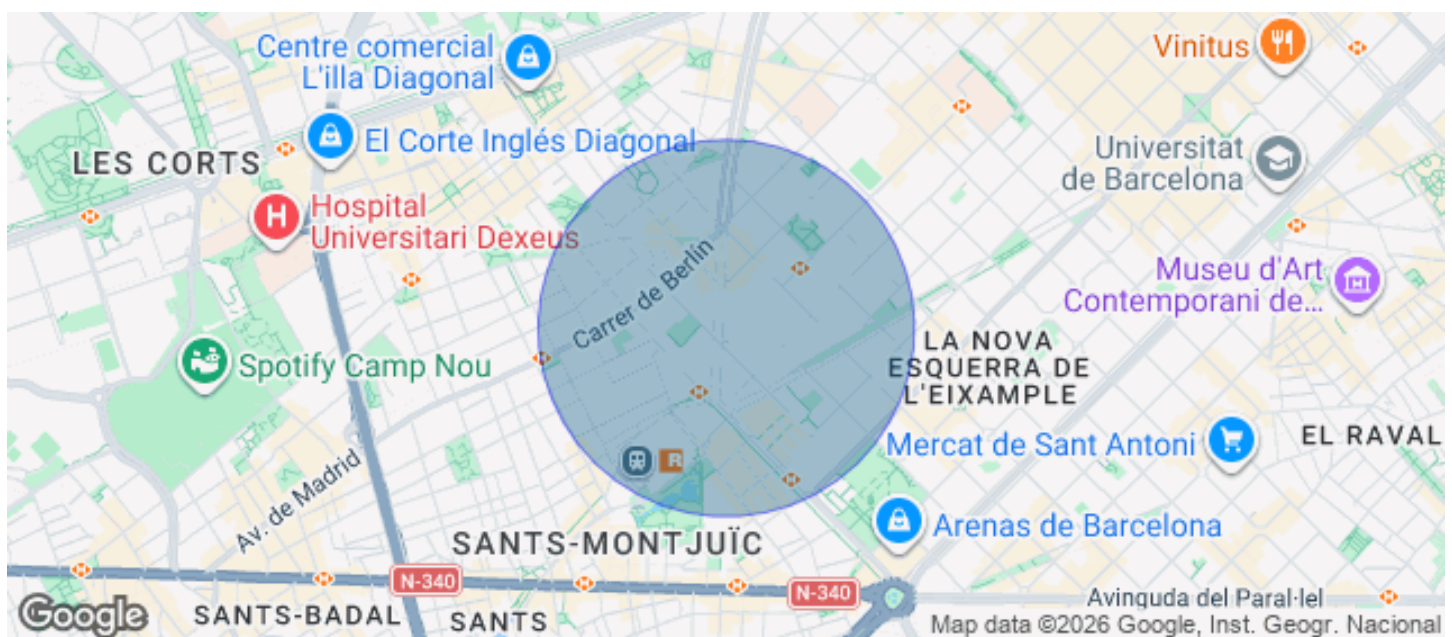 Centre comercial
L'illa Diagonal
Vinitus
El Corte Inglés Diagonal
LES CORTS
Universitat
de Barcelona
H
Hospital
Universitari Dexeus
Carrer de Berlín
Museu d'Art
Contemporani de...
Spotify Camp Nou
LA NOVA
ESQUERRA DE
L'EIXAMPLE
Mercat de Sant Antoni
EL RAVAL
R
Av. de Madrid
Arenas de Barcelona
SANTS-MONTJUÏC
N-340
N-340
Avinguda del Paral·lel
Google
SANTS-BADAL
SANTS
Map data ©2026 Google, Inst. Geogr. Nacional